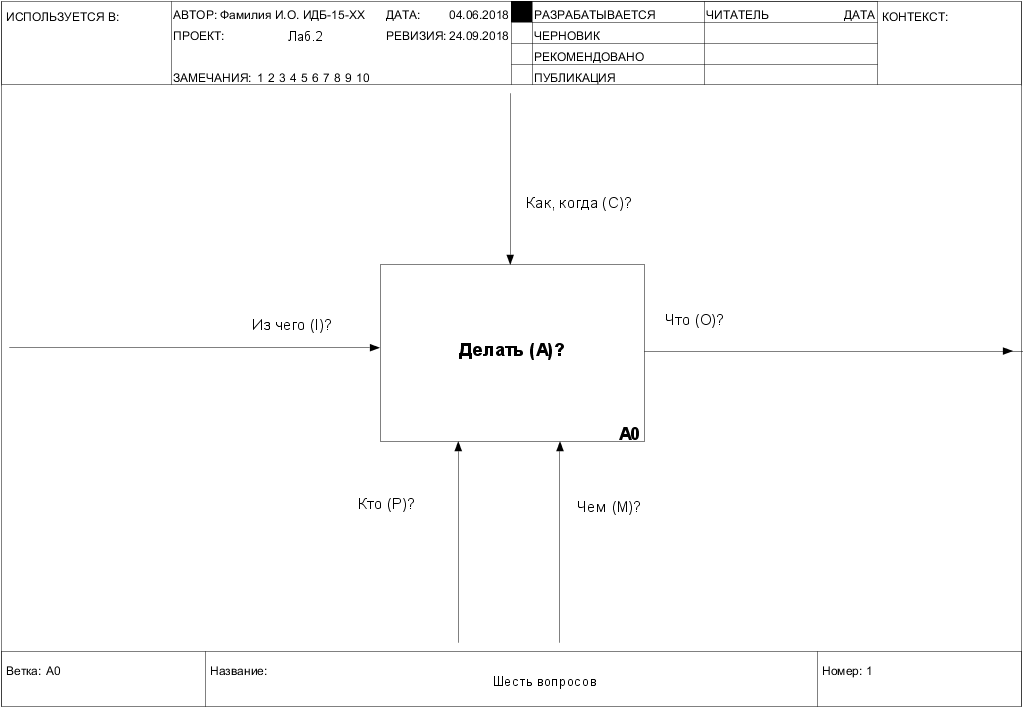 ИСПОЛЬЗУЕТСЯ В:
АВТОР: Фамилия И.О. ИДБ-15-ХХ
ДАТА: 04.06.2018
ПРОЕКТ: Лаб.2
РЕВИЗИЯ: 24.09.2018
ЗАМЕЧАНИЯ: 1 2 3 4 5 6 7 8 9 10
РАЗРАБАТЫВАЕТСЯ
ЧЕРНОВИК
РЕКОМЕНДОВАНО
ПУБЛИКАЦИЯ
ЧИТАТЕЛЬ
ДАТА
КОНТЕКСТ:
Как, когда (C)?
Из чего (I)?
Что (O)?
Делать (A)?
A0
Кто (P)?
Чем (M)?
Ветка: A0
Название:
Шесть вопросов
Номер: 1